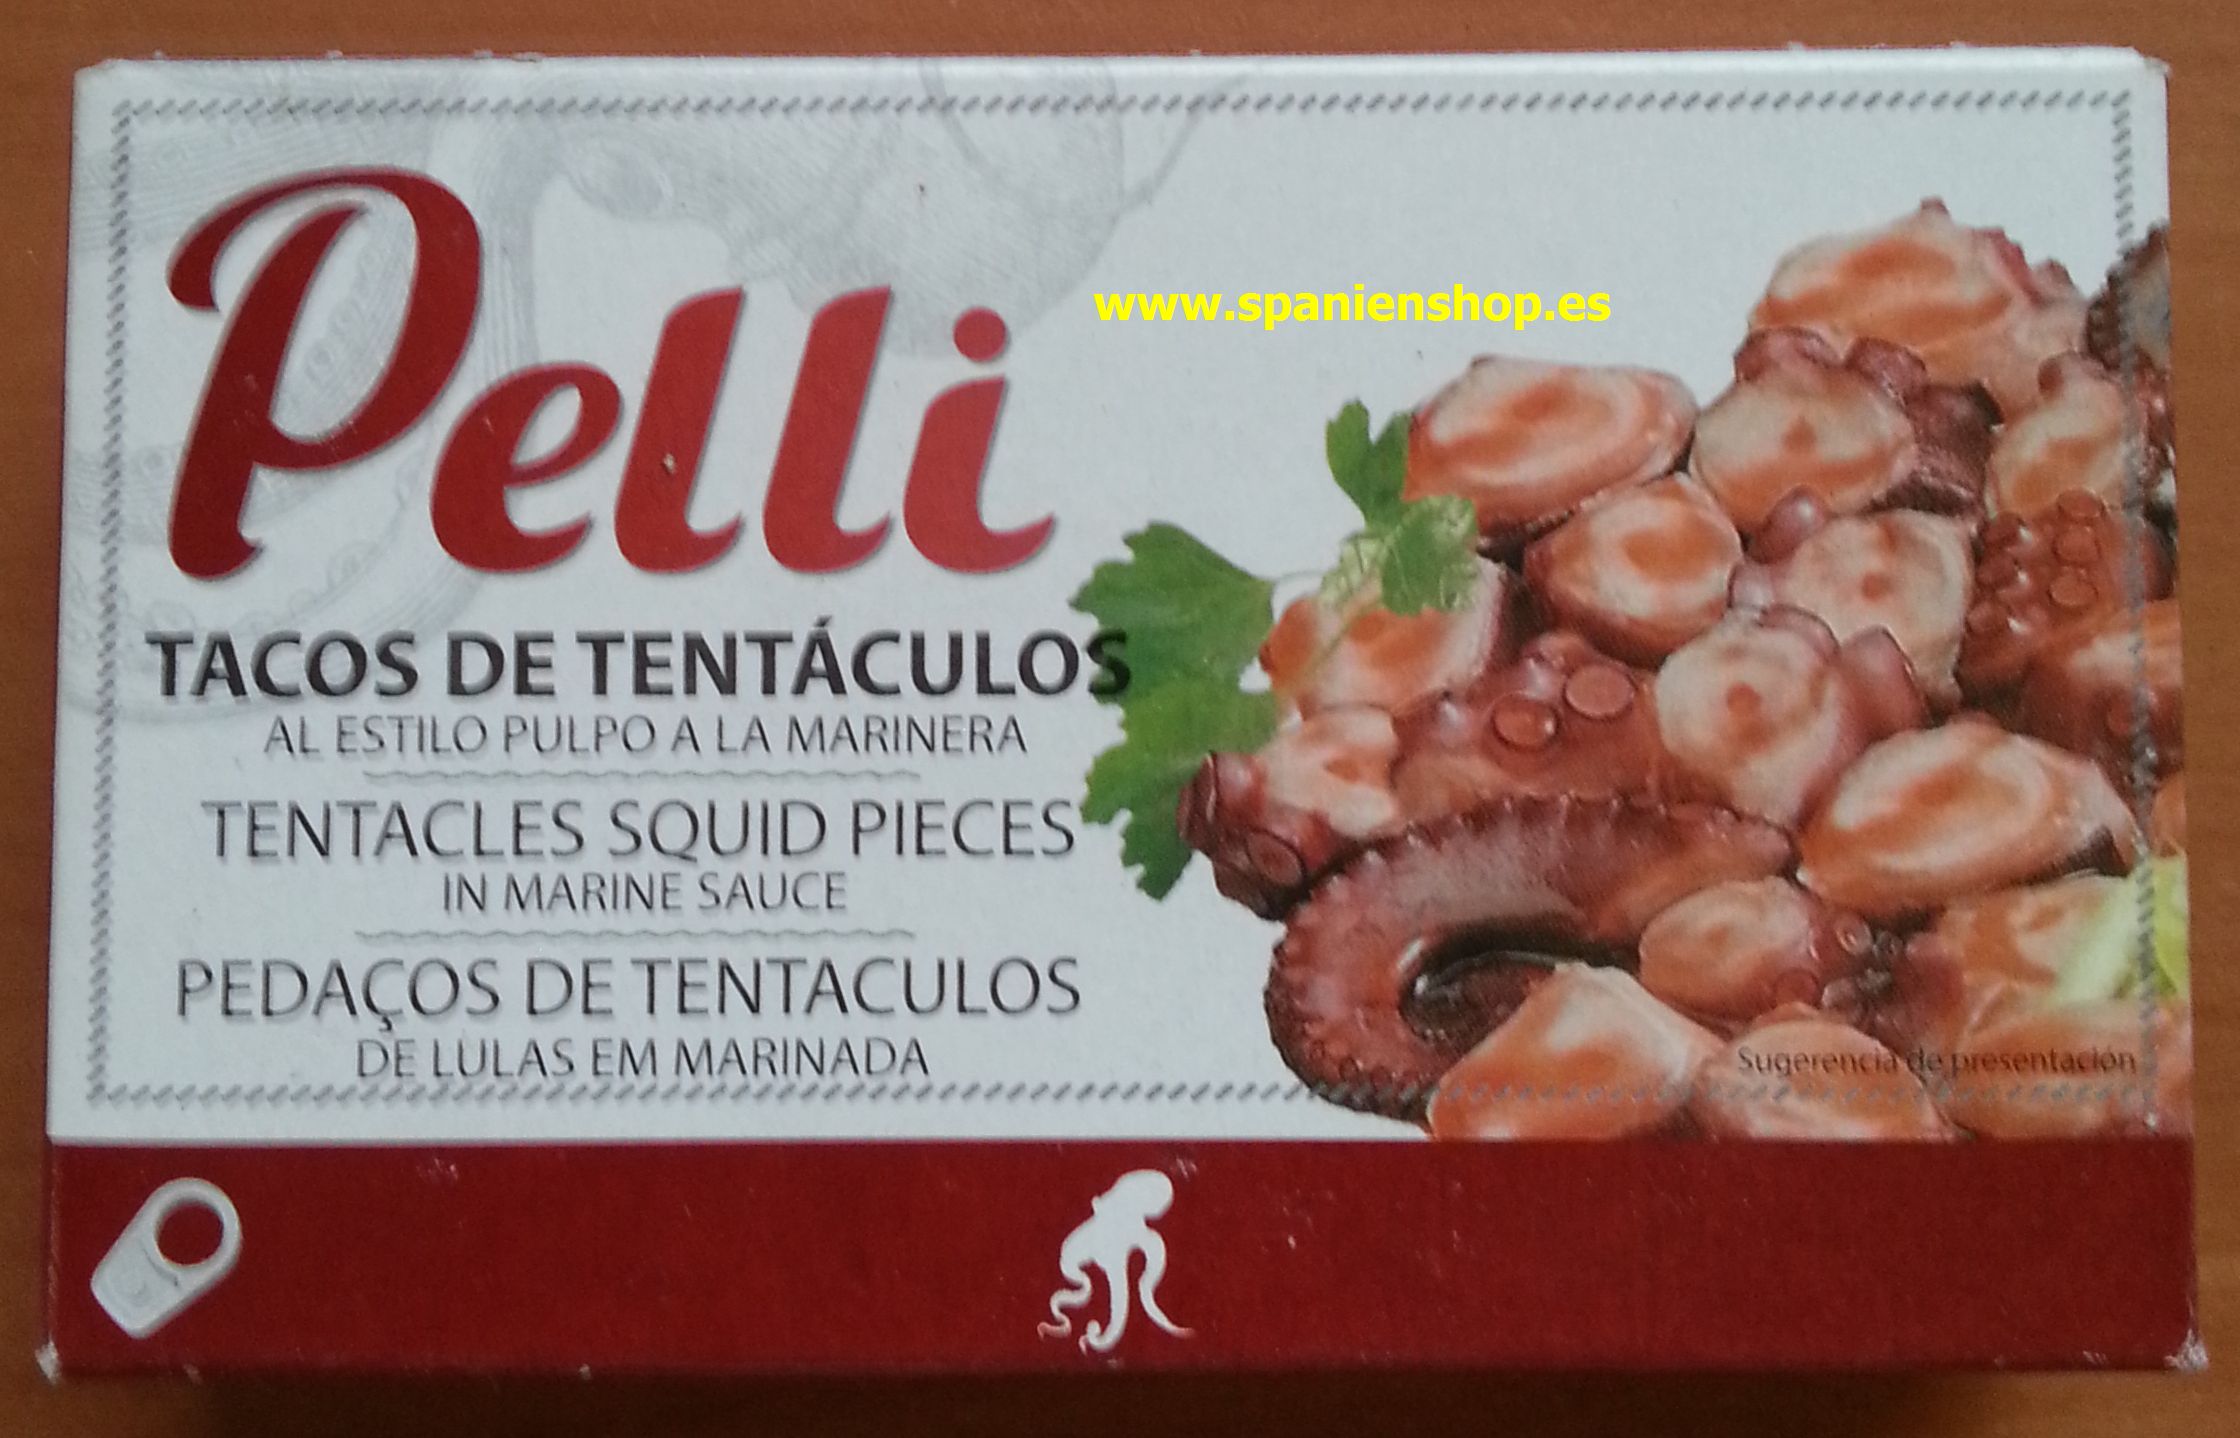 Pelli
www.spanienshop.es
TACOS DE TENTÁCULOS
AL ESTILO PULPO A LA MARINERA
TENTACLES SQUID PIECES
IN MARINE SAUCE
PEDAÇOS DE TENTACULOS
DE LULAS EM MARINADA
Sugerencia de presentación